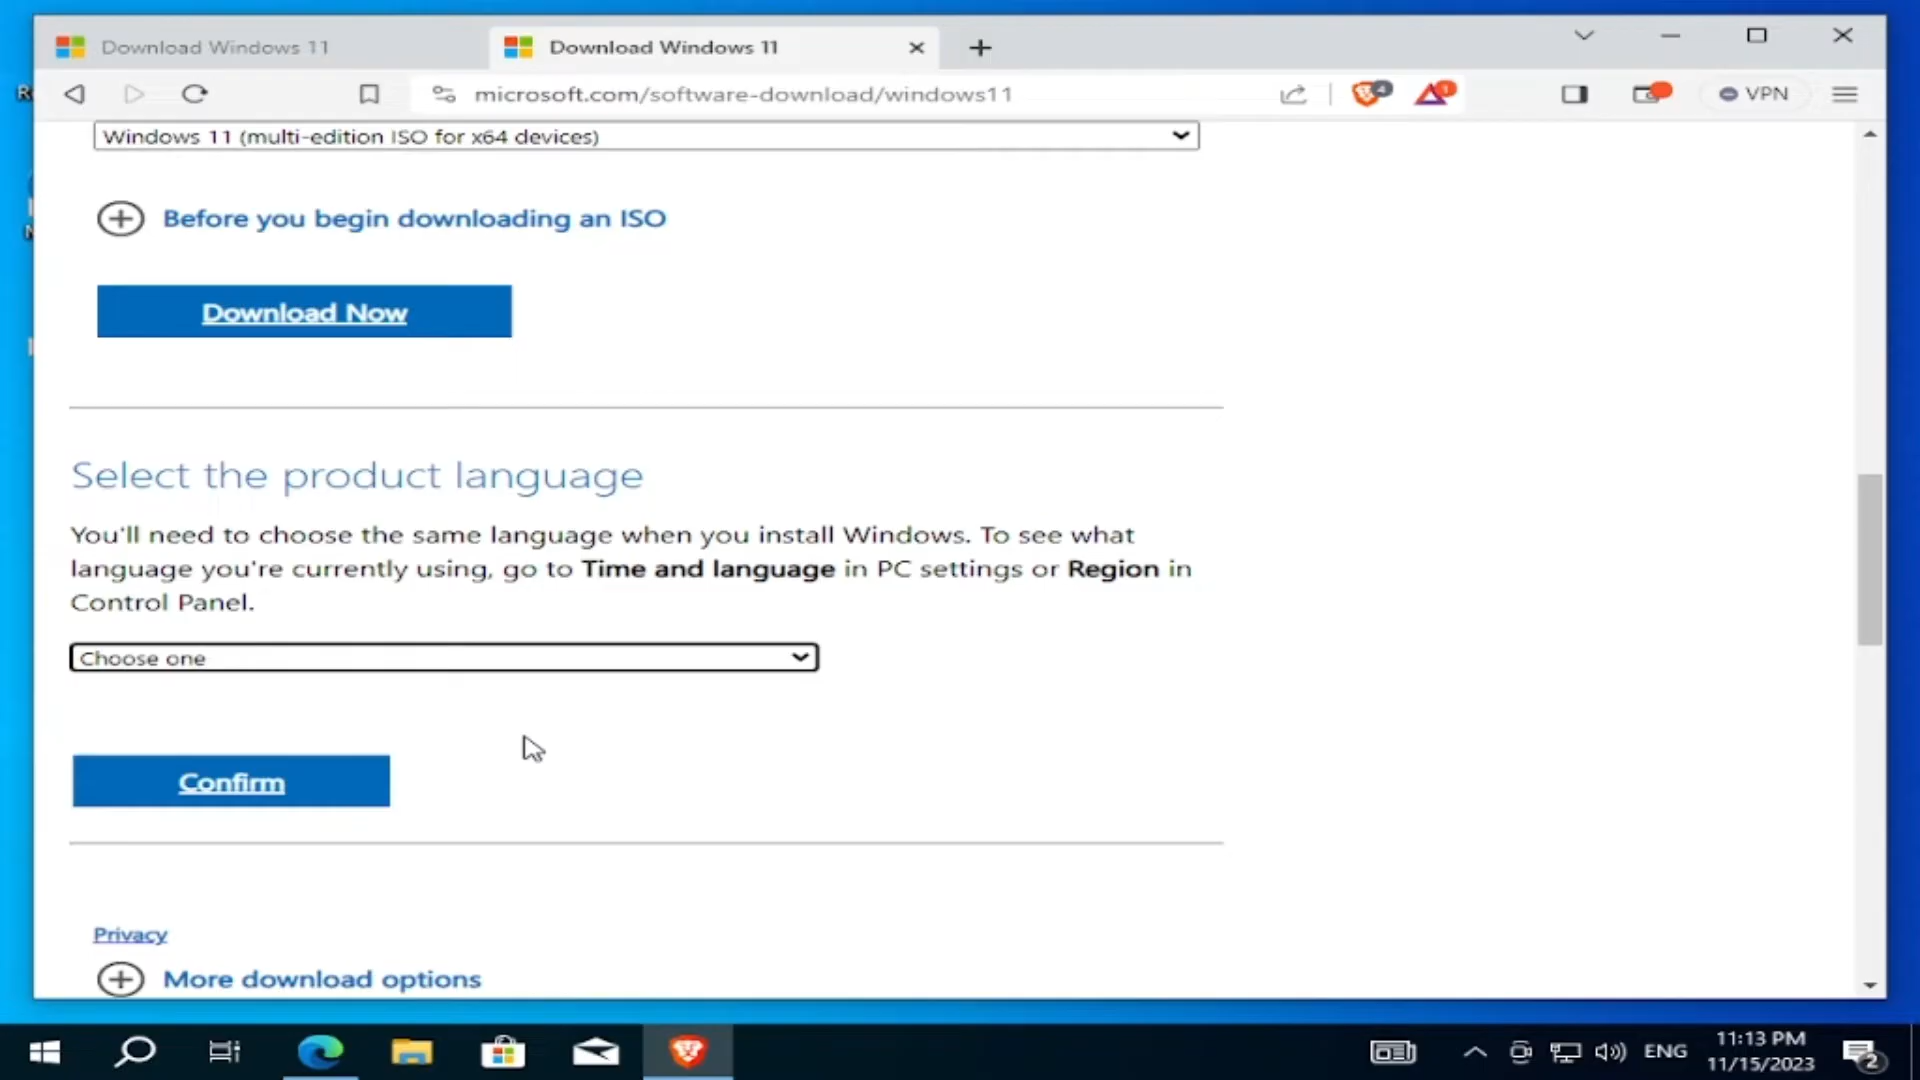 Download Windows 11
Download Windows 11
microsoft.com/software-download/windows11
4
1
VPN
Windows 11 (multi-edition ISO for x64 devices)
Before you begin downloading an ISO
Download Now
Select the product language
You'll need to choose the same language when you install Windows. To see what
language you're currently using, go to Time and language in PC settings or Region in
Control Panel.
Choose one
Confirm
Privacy
More download options
ENG
11:13 PM
11/15/2023
2